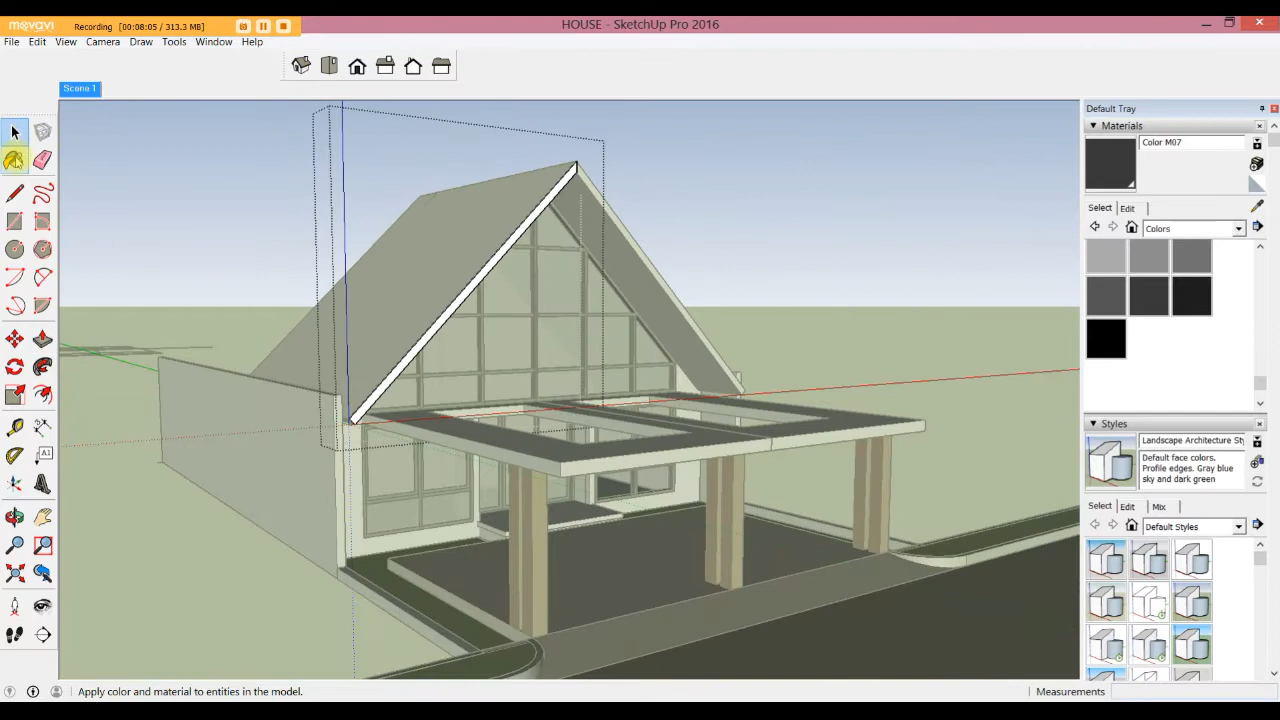 movavi
Recording [00:08:05 / 313.3 MB]
HOUSE - SketchUp Pro 2016
File Edit View Camera Draw Tools Window Help
Scene 1
Default Tray
Materials
Color M07
Select Edit
Colors
A1
Styles
Landscape Architecture Sty
Default face colors.
Profile edges. Gray blue
sky and dark green
Select Edit Mix
Default Styles
Apply color and material to entities in the model.
Measurements